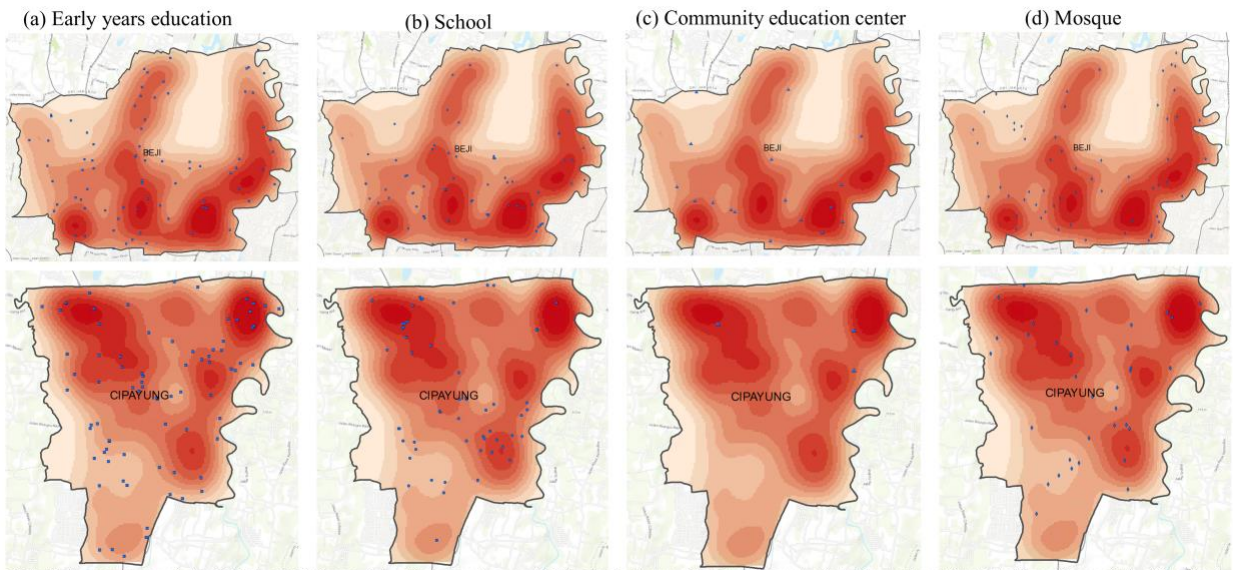 (a) Early years education
(b) School
(c) Community education center
(d) Mosque
BEJI
BEJI
BEJI
BEJI
CIPAYUNG
CIPAYUNG
CIPAYUNG
CIPAYUNG